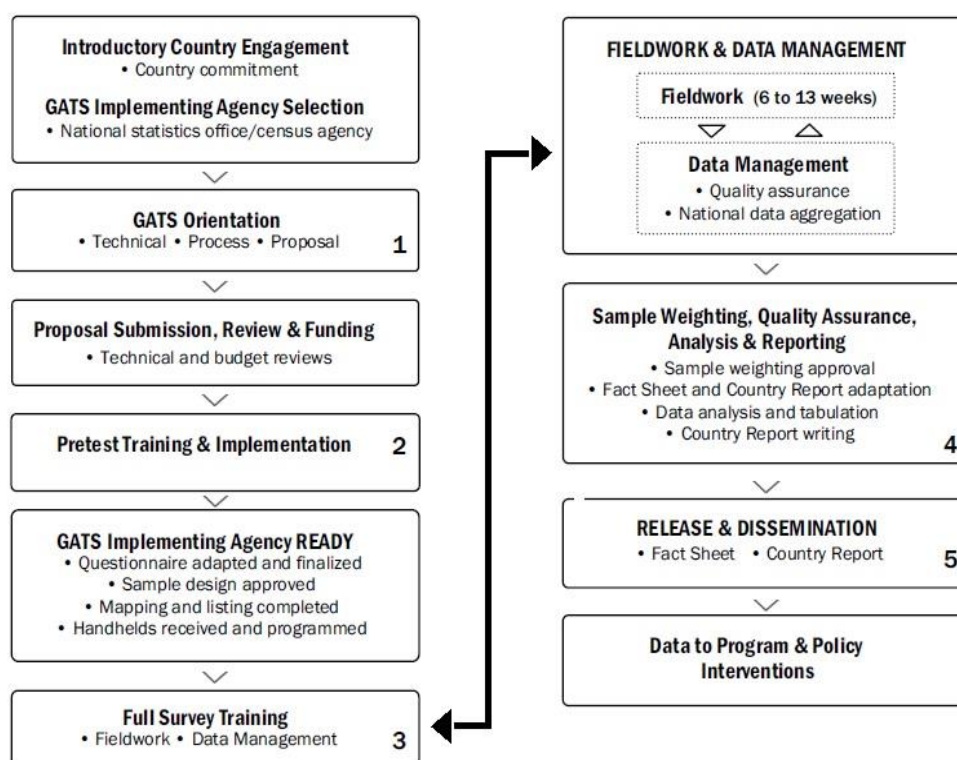 Introductory Country Engagement
• Country commitment
GATS Implementing Agency Selection
• National statistics office/census agency
GATS Orientation
• Technical • Process • Proposal
1
Proposal Submission, Review & Funding
• Technical and budget reviews
Pretest Training & Implementation
2
GATS Implementing Agency READY
• Questionnaire adapted and finalized
• Sample design approved
• Mapping and listing completed
• Handhelds received and programmed
Full Survey Training
• Fieldwork • Data Management
3
FIELDWORK & DATA MANAGEMENT
Fieldwork (6 to 13 weeks)
Data Management
• Quality assurance
• National data aggregation
Sample Weighting, Quality Assurance,
Analysis & Reporting
• Sample weighting approval
• Fact Sheet and Country Report adaptation
• Data analysis and tabulation
• Country Report writing
4
RELEASE & DISSEMINATION
• Fact Sheet • Country Report
5
Data to Program & Policy
Interventions